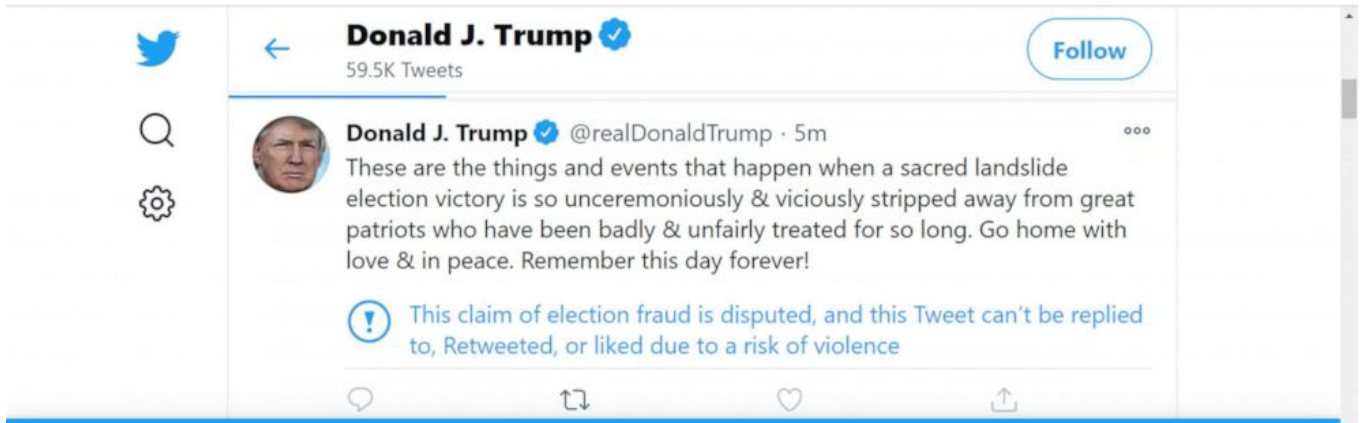 Donald J. Trump
59.5K Tweets
Follow
Donald J. Trump @realDonaldTrump · 5m
These are the things and events that happen when a sacred landslide
election victory is so unceremoniously & viciously stripped away from great
patriots who have been badly & unfairly treated for so long. Go home with
love & in peace. Remember this day forever!
This claim of election fraud is disputed, and this Tweet can't be replied
to, Retweeted, or liked due to a risk of violence